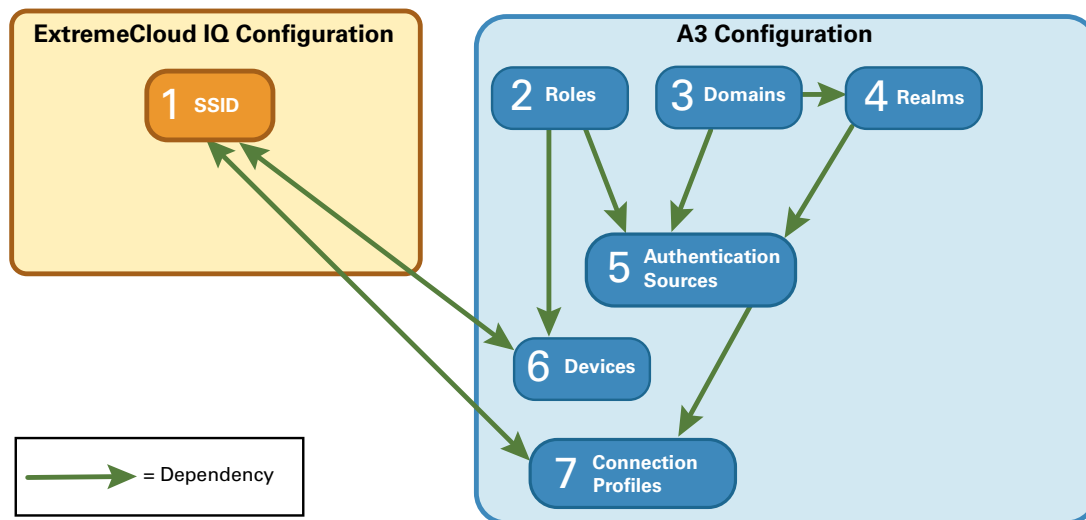 ExtremeCloud IQ Configuration
A3 Configuration
1 SSID
2 Roles
3 Domains
4 Realms
5 Authentication
Sources
6 Devices
7 Connection
Profiles
= Dependency